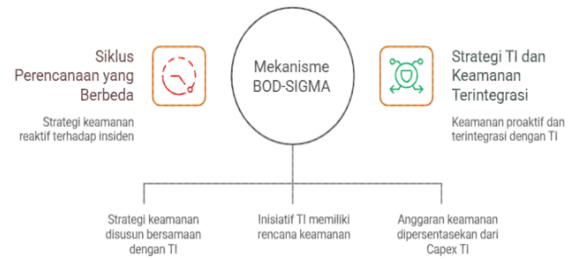 Siklus
Perencanaan yang
Berbeda
Strategi keamanan
reaktif terhadap insiden
Mekanisme
BOD-SIGMA
Strategi TI dan
Keamanan
Terintegrasi
Keamanan proaktif dan
terintegrasi dengan TI
Strategi keamanan
disusun bersamaan
dengan TI
Inisiatif TI memiliki
rencana keamanan
Anggaran keamanan
dipersentasekan dari
Capex TI